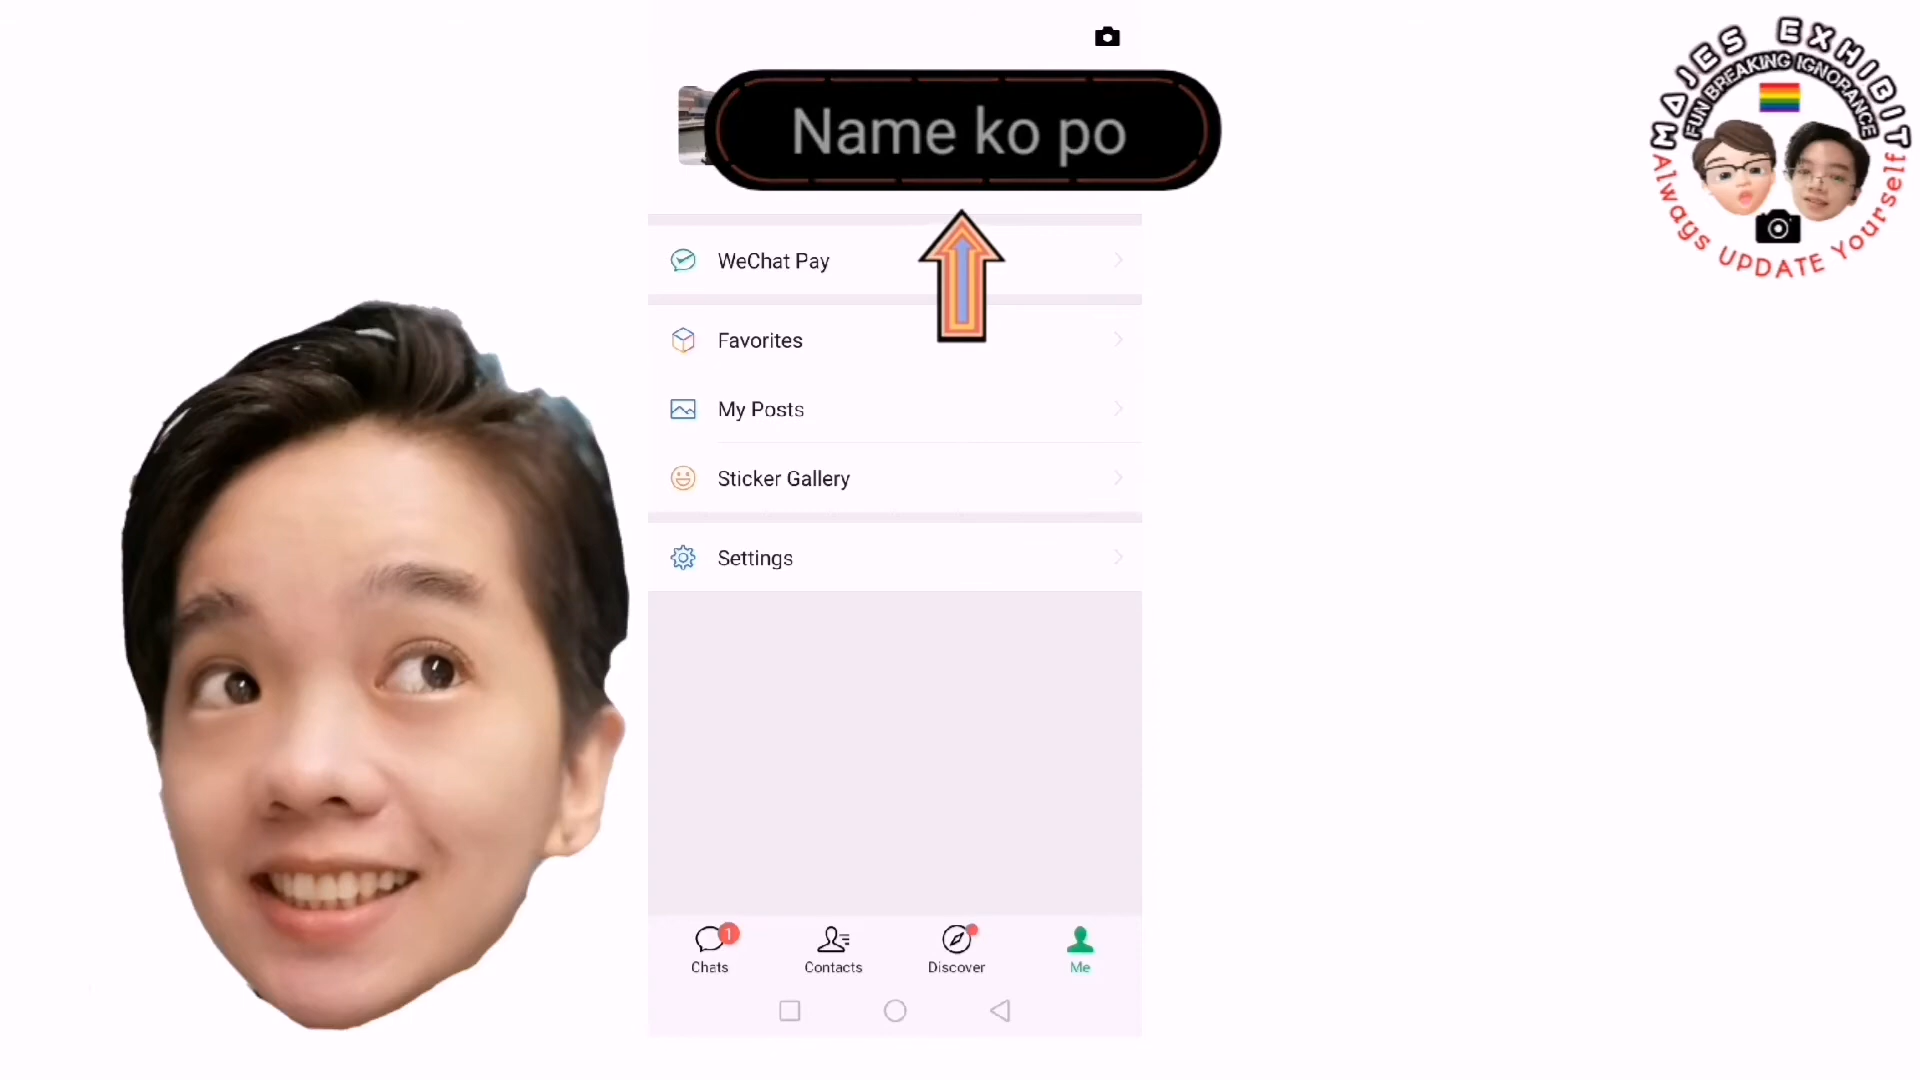 Name ko po
WeChat Pay
Favorites
My Posts
Sticker Gallery
Settings
1
Chats
Contacts
Discover
Me
MAJES EXHIBIT
FUN BREAKING IGNORANCE
Always UPDATE Yourself